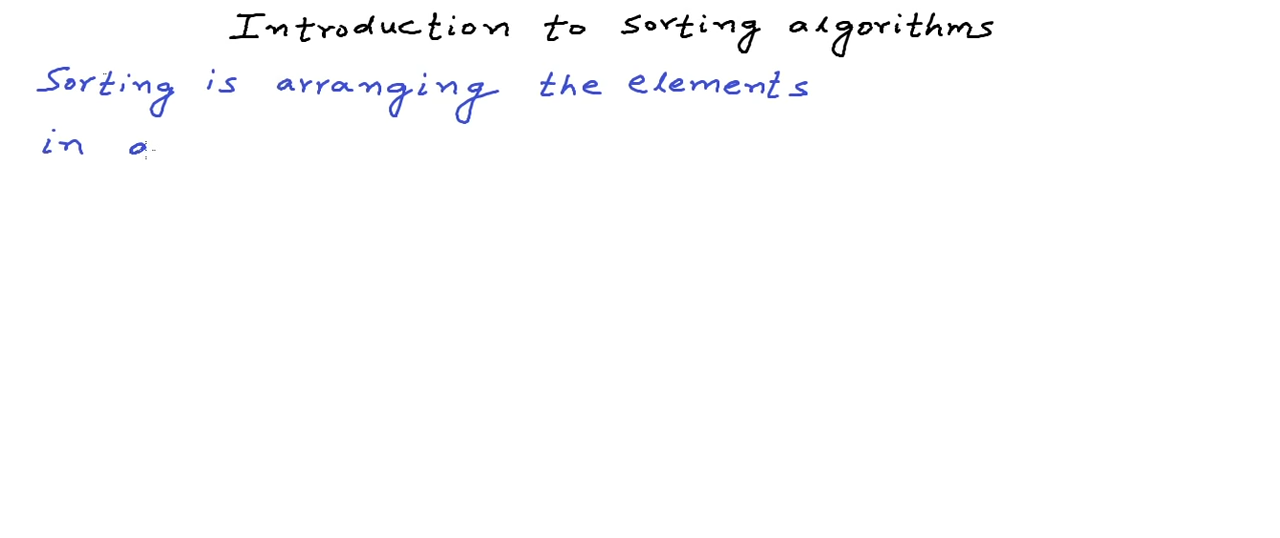 Introduction to sorting algorithms
Sorting is arranging the elements
in a